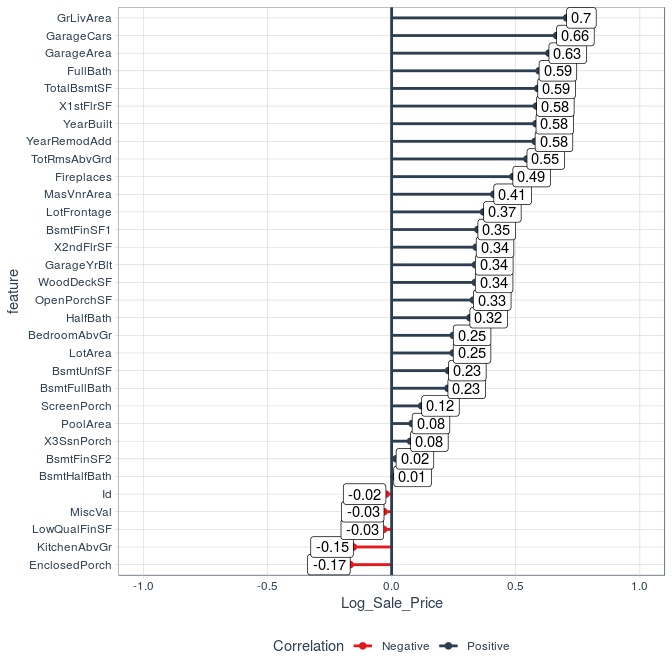 GrLivArea 0.7
GarageCars 0.66
GarageArea 0.63
FullBath 0.59
TotalBsmtSF 0.59
X1stFlrSF 0.58
YearBuilt 0.58
YearRemodAdd 0.58
TotRmsAbvGrd 0.55
Fireplaces 0.49
MasVnrArea 0.41
LotFrontage 0.37
BsmtFinSF1 0.35
X2ndFlrSF 0.34
GarageYrBlt 0.34
WoodDeckSF 0.34
OpenPorchSF 0.33
HalfBath 0.32
BedroomAbvGr 0.25
LotArea 0.25
BsmtUnfSF 0.23
BsmtFullBath 0.23
ScreenPorch 0.12
PoolArea 0.08
X3SsnPorch 0.08
BsmtFinSF2 0.02
BsmtHalfBath 0.01
Id -0.02
MiscVal -0.03
LowQualFinSF -0.03
KitchenAbvGr -0.15
EnclosedPorch -0.17
feature
-1.0 -0.5 0.0 0.5 1.0
Log_Sale_Price
Correlation Negative Positive